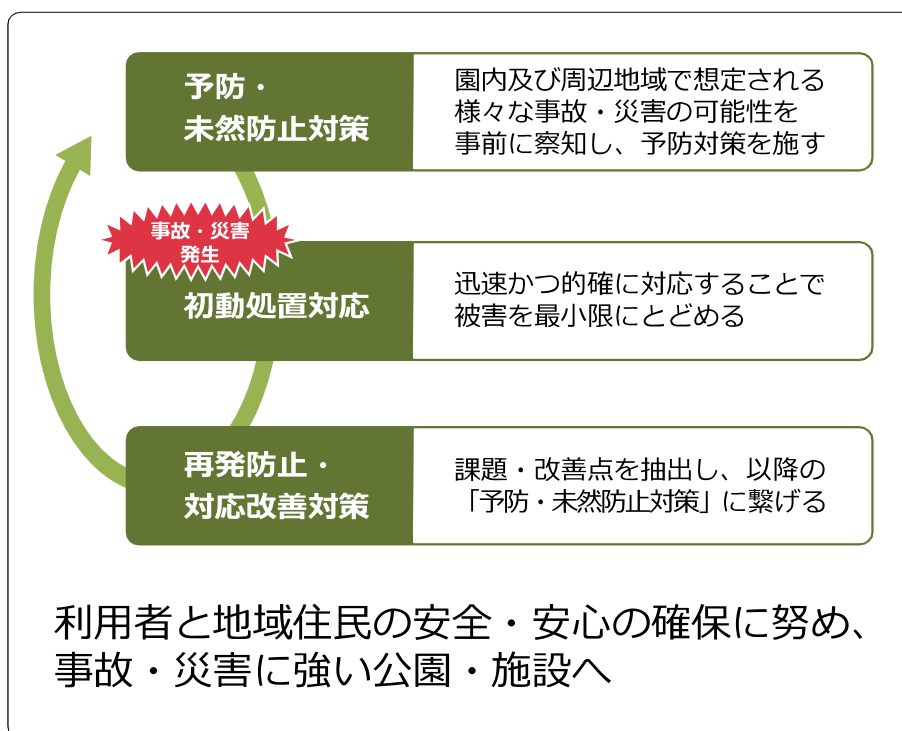 予防・
未然防止対策
園内及び周辺地域で想定される
様々な事故・災害の可能性を
事前に察知し、予防対策を施す
事故・災害
発生
初動処置対応
迅速かつ的確に対応することで
被害を最小限にとどめる
再発防止・
対応改善対策
課題・改善点を抽出し、以降の
「予防・未然防止対策」に繋げる
利用者と地域住民の安全・安心の確保に努め、
事故・災害に強い公園・施設へ